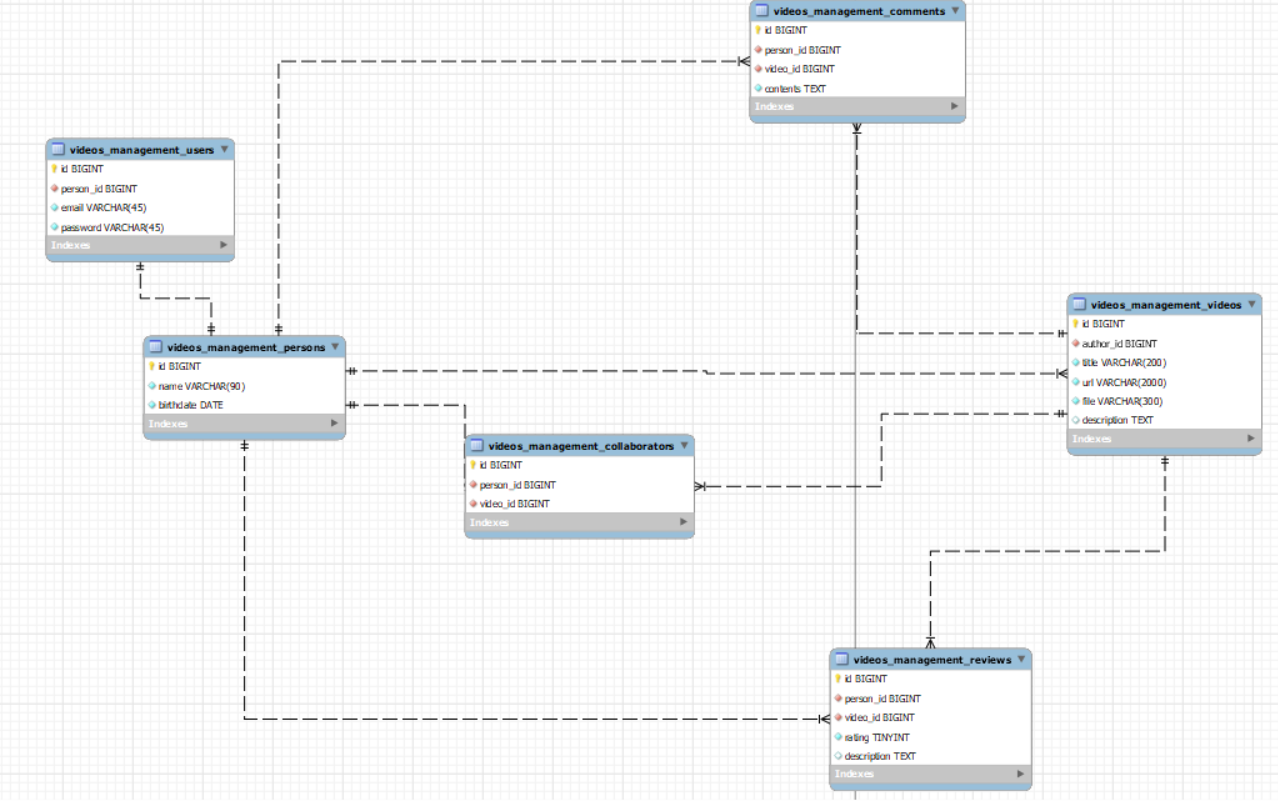 videos_management_comments
id BIGINT
person_id BIGINT
video_id BIGINT
contents TEXT
Indexes
videos_management_users
id BIGINT
person_id BIGINT
email VARCHAR(45)
password VARCHAR(45)
Indexes
videos_management_persons
id BIGINT
name VARCHAR(90)
birthdate DATE
Indexes
videos_management_videos
id BIGINT
author_id BIGINT
title VARCHAR(200)
url VARCHAR(2000)
file VARCHAR(300)
description TEXT
Indexes
videos_management_collaborators
id BIGINT
person_id BIGINT
video_id BIGINT
Indexes
videos_management_reviews
id BIGINT
person_id BIGINT
video_id BIGINT
rating TINYINT
description TEXT
Indexes